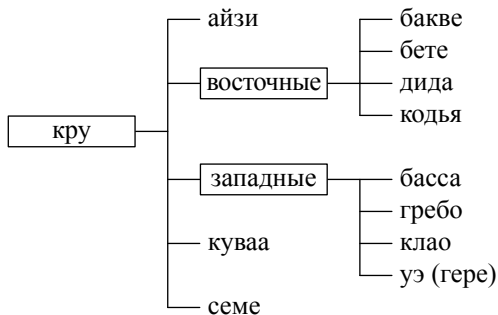 кру
айзи
восточные
бакве
бете
дида
кодья
западные
басса
гребо
клао
уэ (гере)
куваа
семе